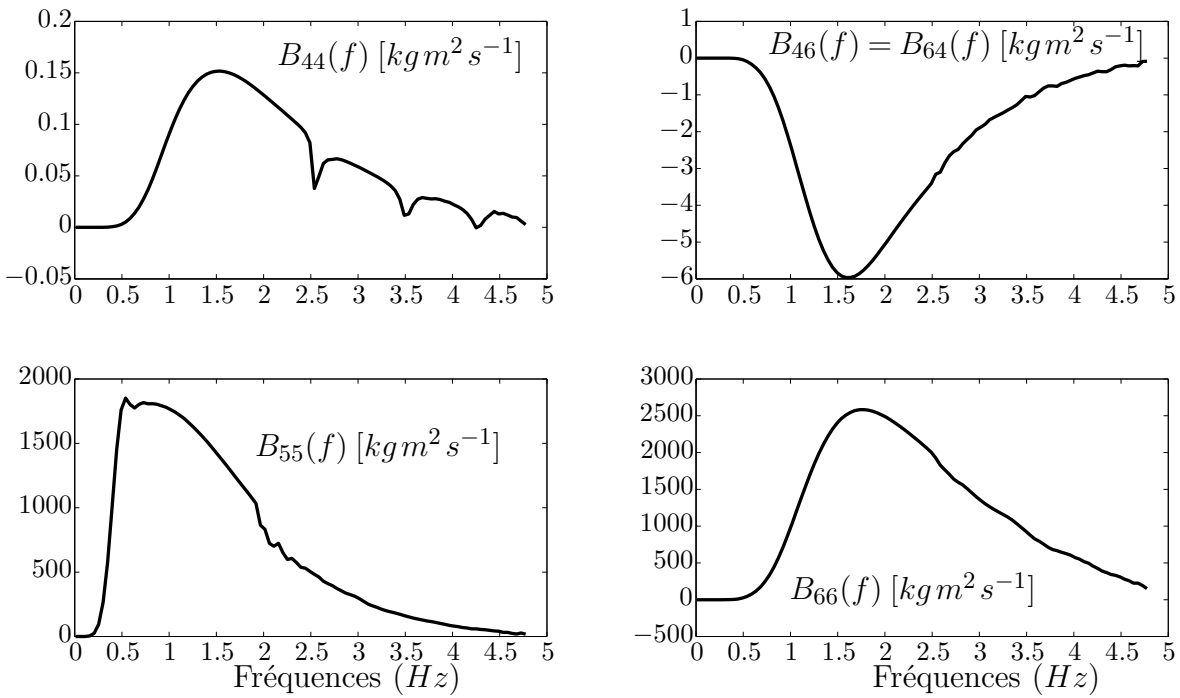 B₄₄(f) [kg m² s⁻¹]
0.2
0.15
0.1
0.05
0
−0.05
0 0.5 1 1.5 2 2.5 3 3.5 4 4.5 5
B₄₆(f) = B₆₄(f) [kg m² s⁻¹]
1
0
−1
−2
−3
−4
−5
−6
0 0.5 1 1.5 2 2.5 3 3.5 4 4.5 5
B₅₅(f) [kg m² s⁻¹]
2000
1500
1000
500
0
0 0.5 1 1.5 2 2.5 3 3.5 4 4.5 5
Fréquences (Hz)
B₆₆(f) [kg m² s⁻¹]
3000
2500
2000
1500
1000
500
0
−500
0 0.5 1 1.5 2 2.5 3 3.5 4 4.5 5
Fréquences (Hz)